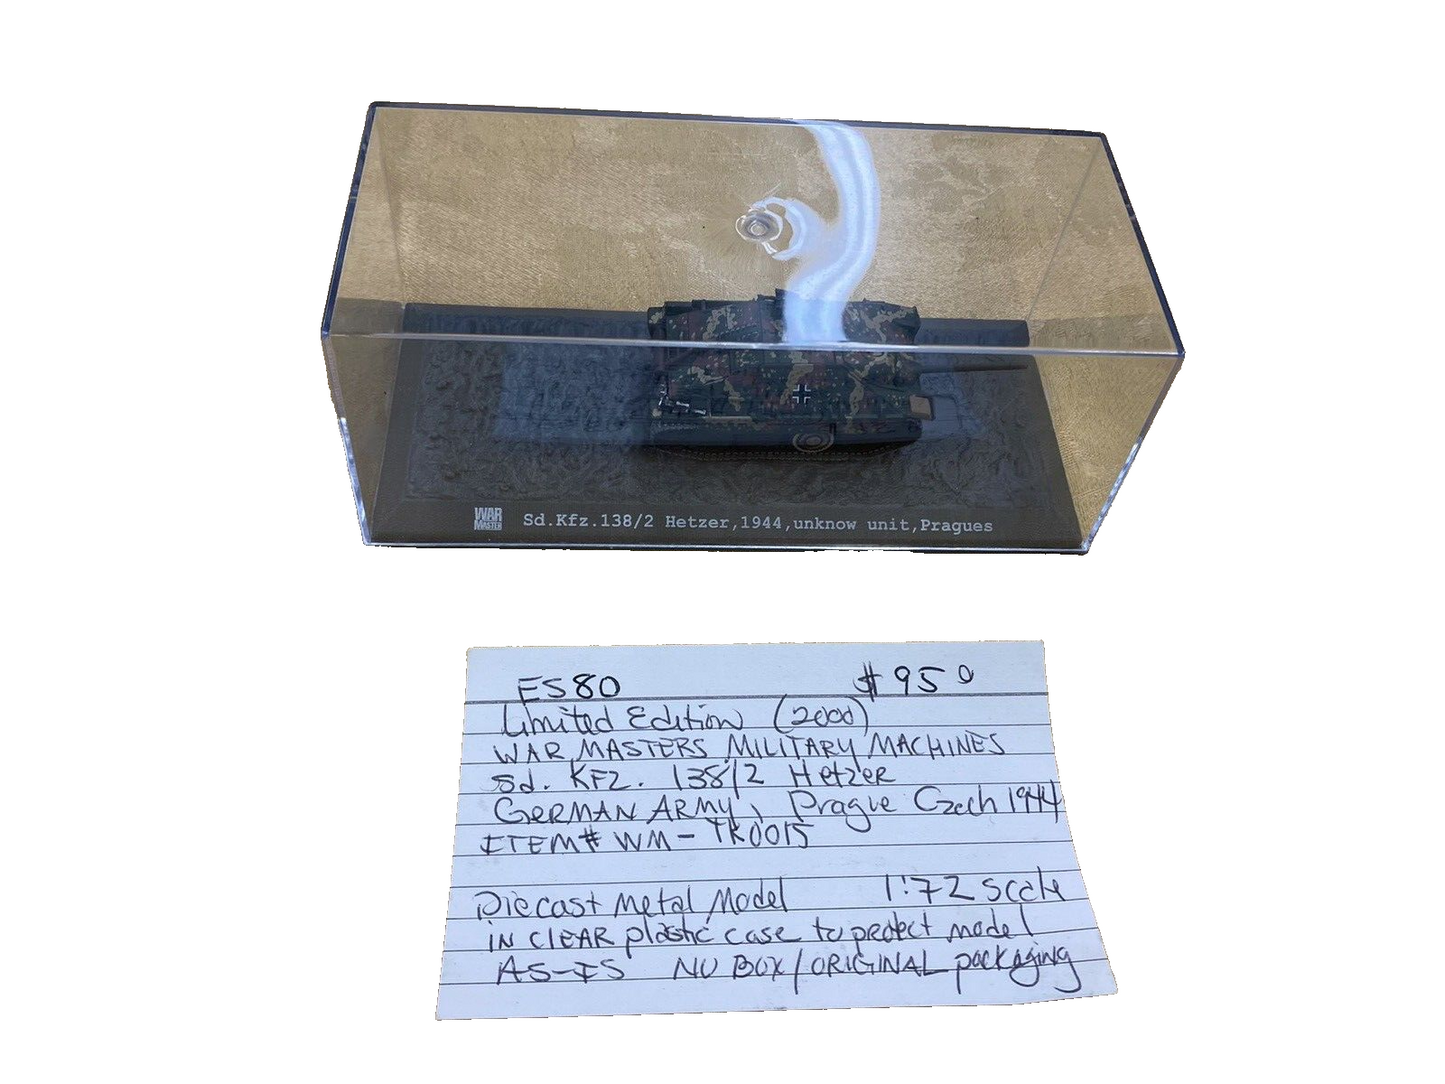 WAR
MASTER
Sd.Kfz.138/2 Hetzer,1944,unknow unit,Pragues
ES80 $95 0
Limited Edition (2000)
WAR MASTERS MILITARY MACHINES
Sd. KFZ. 138/2 Hetzer
GERMAN ARMY, Prague Czech 1944
ITEM# WM-TK0015
Diecast Metal Model 1:72 scale
IN CLEAR plastic case to protect model
AS-IS NO BOX/ORIGINAL packaging